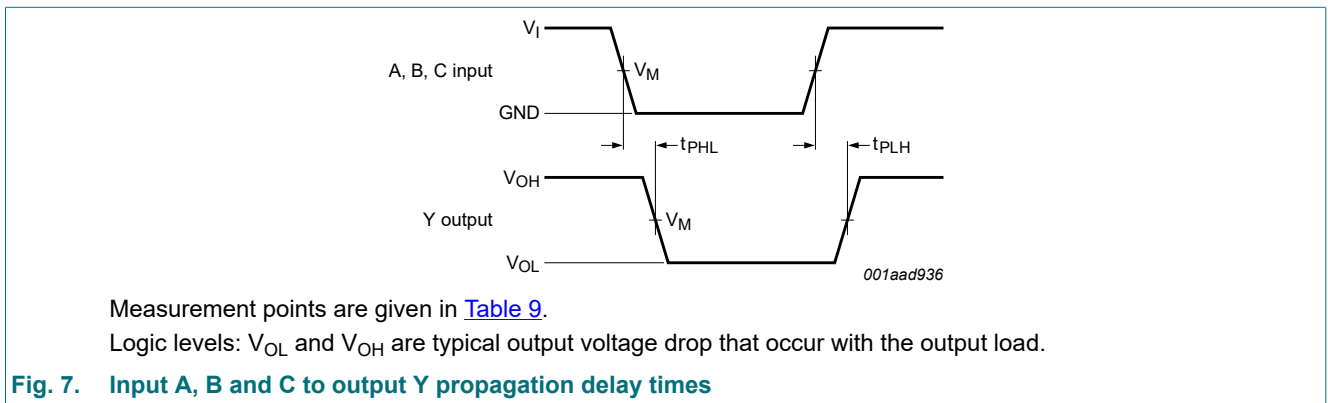 VI
A, B, C input
VM
GND
tPHL
tPLH
VOH
Y output
VM
VOL
001aad936
Measurement points are given in Table 9.
Logic levels: VOL and VOH are typical output voltage drop that occur with the output load.
Fig. 7. Input A, B and C to output Y propagation delay times